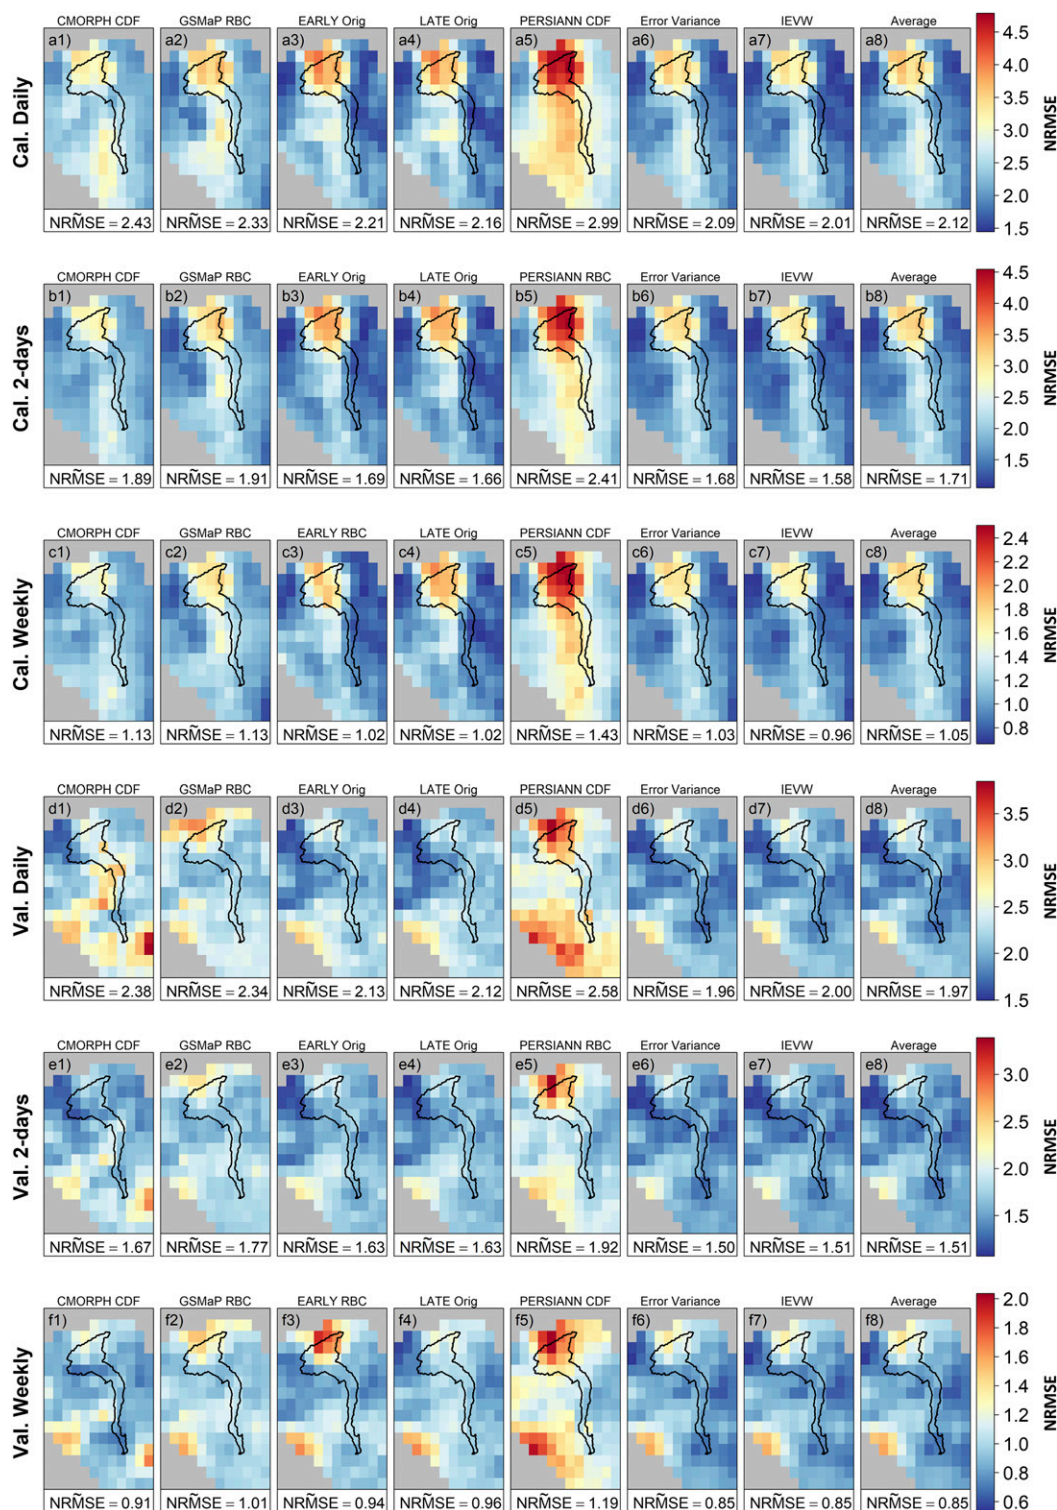 CMORPH CDF GSMaP RBC EARLY Orig LATE Orig PERSIANN CDF Error Variance IEVW Average
Cal. Daily
a1) a2) a3) a4) a5) a6) a7) a8)
4.5
4.0
3.5
3.0
2.5
2.0
1.5
NRMSE
NRM̃SE = 2.43 NRM̃SE = 2.33 NRM̃SE = 2.21 NRM̃SE = 2.16 NRM̃SE = 2.99 NRM̃SE = 2.09 NRM̃SE = 2.01 NRM̃SE = 2.12
CMORPH CDF GSMaP RBC EARLY Orig LATE Orig PERSIANN RBC Error Variance IEVW Average
Cal. 2-days
b1) b2) b3) b4) b5) b6) b7) b8)
4.5
4.0
3.5
3.0
2.5
2.0
1.5
NRMSE
NRM̃SE = 1.89 NRM̃SE = 1.91 NRM̃SE = 1.69 NRM̃SE = 1.66 NRM̃SE = 2.41 NRM̃SE = 1.68 NRM̃SE = 1.58 NRM̃SE = 1.71
CMORPH CDF GSMaP RBC EARLY RBC LATE Orig PERSIANN CDF Error Variance IEVW Average
Cal. Weekly
c1) c2) c3) c4) c5) c6) c7) c8)
2.4
2.2
2.0
1.8
1.6
1.4
1.2
1.0
0.8
NRMSE
NRM̃SE = 1.13 NRM̃SE = 1.13 NRM̃SE = 1.02 NRM̃SE = 1.02 NRM̃SE = 1.43 NRM̃SE = 1.03 NRM̃SE = 0.96 NRM̃SE = 1.05
CMORPH CDF GSMaP RBC EARLY Orig LATE Orig PERSIANN CDF Error Variance IEVW Average
Val. Daily
d1) d2) d3) d4) d5) d6) d7) d8)
3.5
3.0
2.5
2.0
1.5
NRMSE
NRM̃SE = 2.38 NRM̃SE = 2.34 NRM̃SE = 2.13 NRM̃SE = 2.12 NRM̃SE = 2.58 NRM̃SE = 1.96 NRM̃SE = 2.00 NRM̃SE = 1.97
CMORPH CDF GSMaP RBC EARLY Orig LATE Orig PERSIANN RBC Error Variance IEVW Average
Val. 2-days
e1) e2) e3) e4) e5) e6) e7) e8)
3.0
2.5
2.0
1.5
NRMSE
NRM̃SE = 1.67 NRM̃SE = 1.77 NRM̃SE = 1.63 NRM̃SE = 1.63 NRM̃SE = 1.92 NRM̃SE = 1.50 NRM̃SE = 1.51 NRM̃SE = 1.51
CMORPH CDF GSMaP RBC EARLY RBC LATE Orig PERSIANN CDF Error Variance IEVW Average
Val. Weekly
f1) f2) f3) f4) f5) f6) f7) f8)
2.0
1.8
1.6
1.4
1.2
1.0
0.8
0.6
NRMSE
NRM̃SE = 0.91 NRM̃SE = 1.01 NRM̃SE = 0.94 NRM̃SE = 0.96 NRM̃SE = 1.19 NRM̃SE = 0.85 NRM̃SE = 0.85 NRM̃SE = 0.85